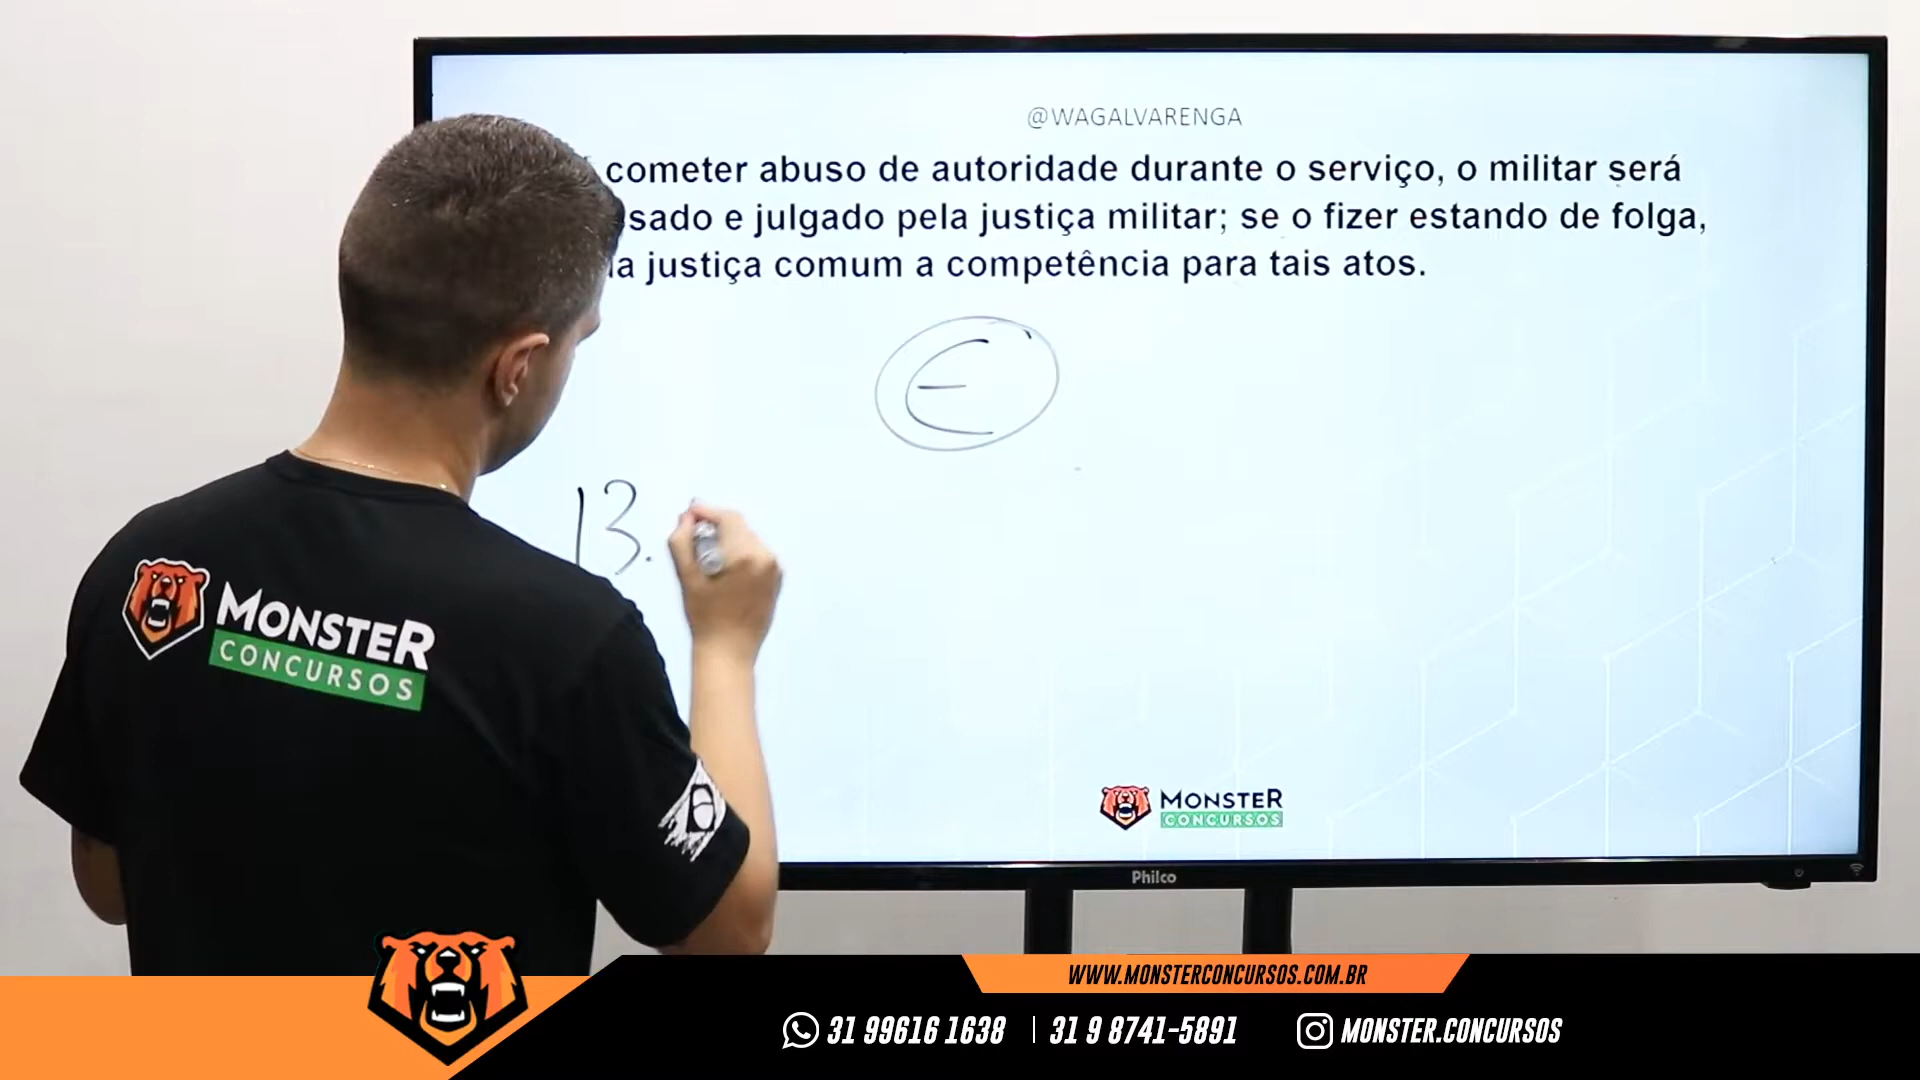 @WAGALVARENGA
cometer abuso de autoridade durante o serviço, o militar será
sado e julgado pela justiça militar; se o fizer estando de folga,
la justiça comum a competência para tais atos.
E
13.
MONSTER
CONCURSOS
MONSTER
CONCURSOS
Philco
WWW.MONSTERCONCURSOS.COM.BR
31 99616 1638 | 31 9 8741-5891
MONSTER.CONCURSOS